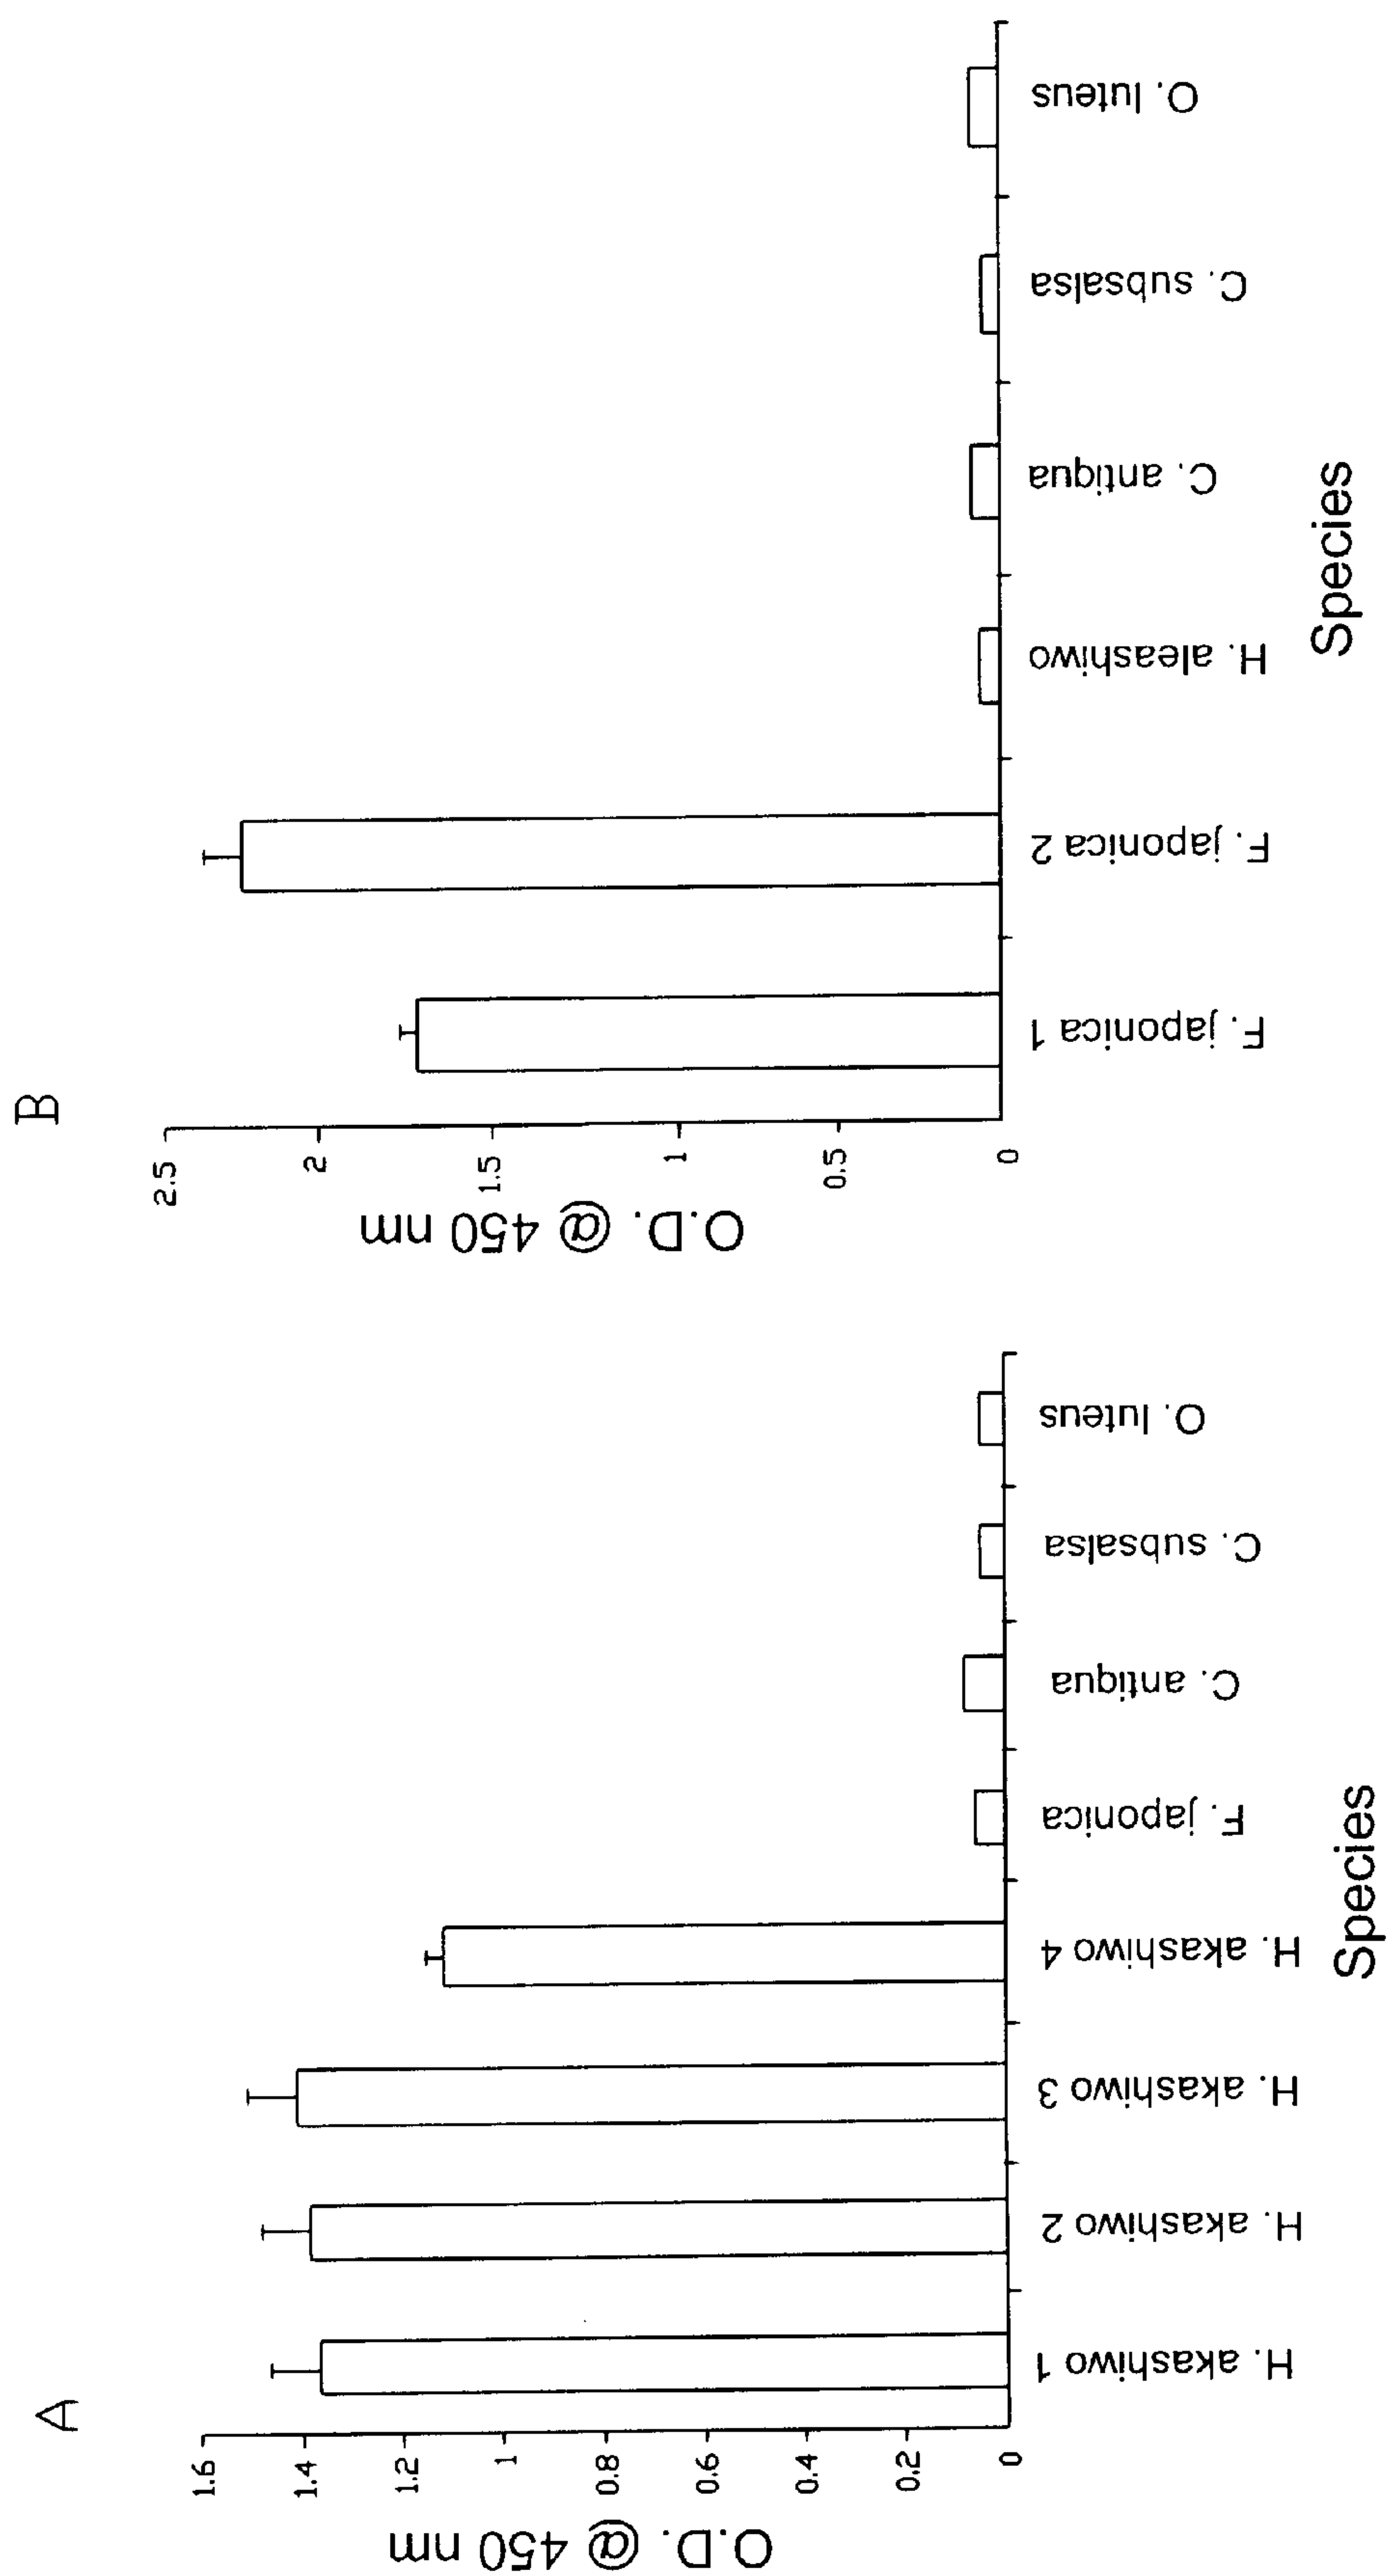 A
O.D. @ 450 nm
1.6
1.4
1.2
1
0.8
0.6
0.4
0.2
0
H. akashiwo 1
H. akashiwo 2
H. akashiwo 3
H. akashiwo 4
F. japonica
C. antiqua
C. subsalsa
O. luteus
Species
B
O.D. @ 450 nm
2.5
2
1.5
1
0.5
0
F. japonica 1
F. japonica 2
H. aleashiwo
C. antiqua
C. subsalsa
O. luteus
Species